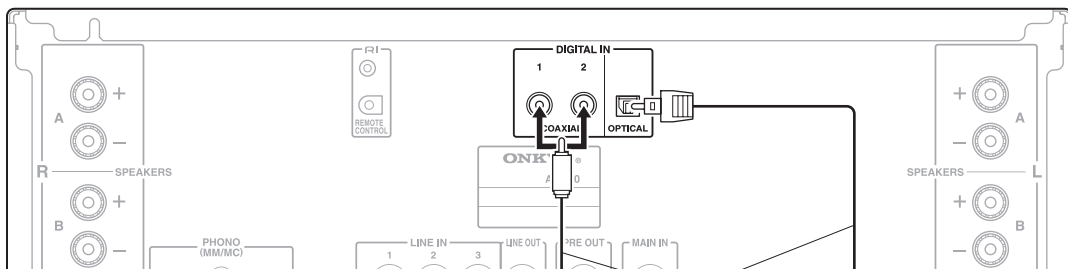 RI
REMOTE
CONTROL
DIGITAL IN
1 2
COAXIAL OPTICAL
A + + A
− −
R SPEAKERS SPEAKERS L
®
B + + B
− −
PHONO
(MM/MC)
LINE IN LINE OUT PRE OUT MAIN IN
1 2 3